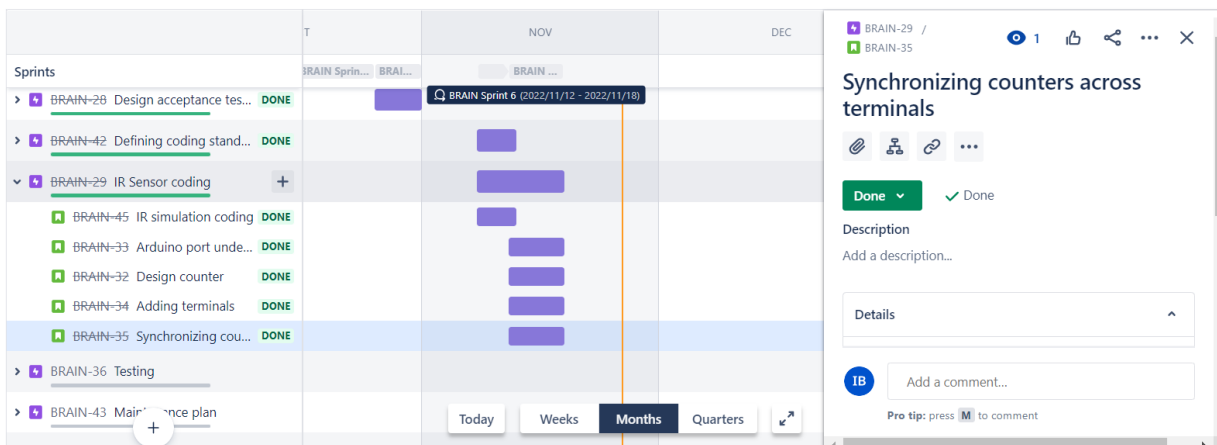 T
NOV
DEC
Sprints
BRAIN Sprin...
BRAI...
BRAIN ...
BRAIN Sprint 6 (2022/11/12 - 2022/11/18)
BRAIN-28 Design acceptance tes... DONE
BRAIN-42 Defining coding stand... DONE
BRAIN-29 IR Sensor coding
BRAIN-45 IR simulation coding DONE
BRAIN-33 Arduino port unde... DONE
BRAIN-32 Design counter DONE
BRAIN-34 Adding terminals DONE
BRAIN-35 Synchronizing cou... DONE
BRAIN-36 Testing
BRAIN-43 plan
Today
Weeks
Months
Quarters
BRAIN-29 /
BRAIN-35
1
Synchronizing counters across
terminals
Done
Done
Description
Add a description...
Details
IB
Add a comment...
Pro tip: press M to comment